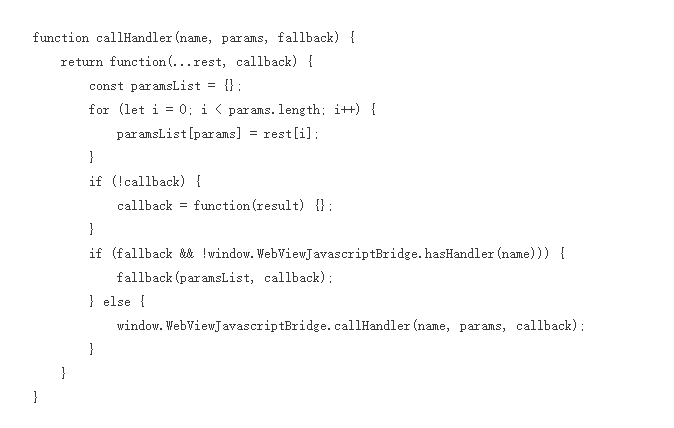 function callHandler(name, params, fallback) {
    return function(...rest, callback) {
        const paramsList = {};
        for (let i = 0; i < params.length; i++) {
            paramsList[params] = rest[i];
        }
        if (!callback) {
            callback = function(result) {};
        }
        if (fallback && !window.WebViewJavascriptBridge.hasHandler(name))) {
            fallback(paramsList, callback);
        } else {
            window.WebViewJavascriptBridge.callHandler(name, params, callback);
        }
    }
}